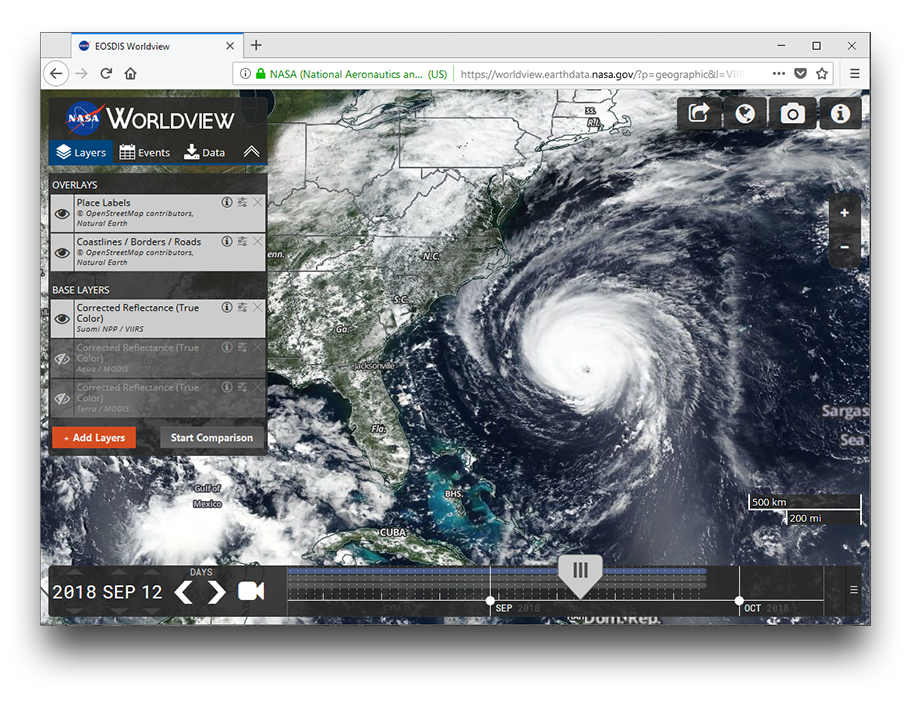 EOSDIS Worldview
NASA (National Aeronautics an... (US)
https://worldview.earthdata.nasa.gov/?p=geographic&l=VIIR
NASA
WORLDVIEW
Layers
Events
Data
OVERLAYS
Place Labels
© OpenStreetMap contributors,
Natural Earth
Coastlines / Borders / Roads
© OpenStreetMap contributors,
Natural Earth
BASE LAYERS
Corrected Reflectance (True
Color)
Suomi NPP / VIIRS
Corrected Reflectance (True
Color)
Aqua / MODIS
Corrected Reflectance (True
Color)
Terra / MODIS
+ Add Layers
Start Comparison
ss.
R.I.
enn.
N.C.
S.C.
Ga.
Jacksonville
Fla.
Sargas
Sea
Gulf of
Mexico
BHS
CUBA
500 km
200 mi
DAYS
2018 SEP 12
SEP 2018
OCT 2018
Dom. Rep.